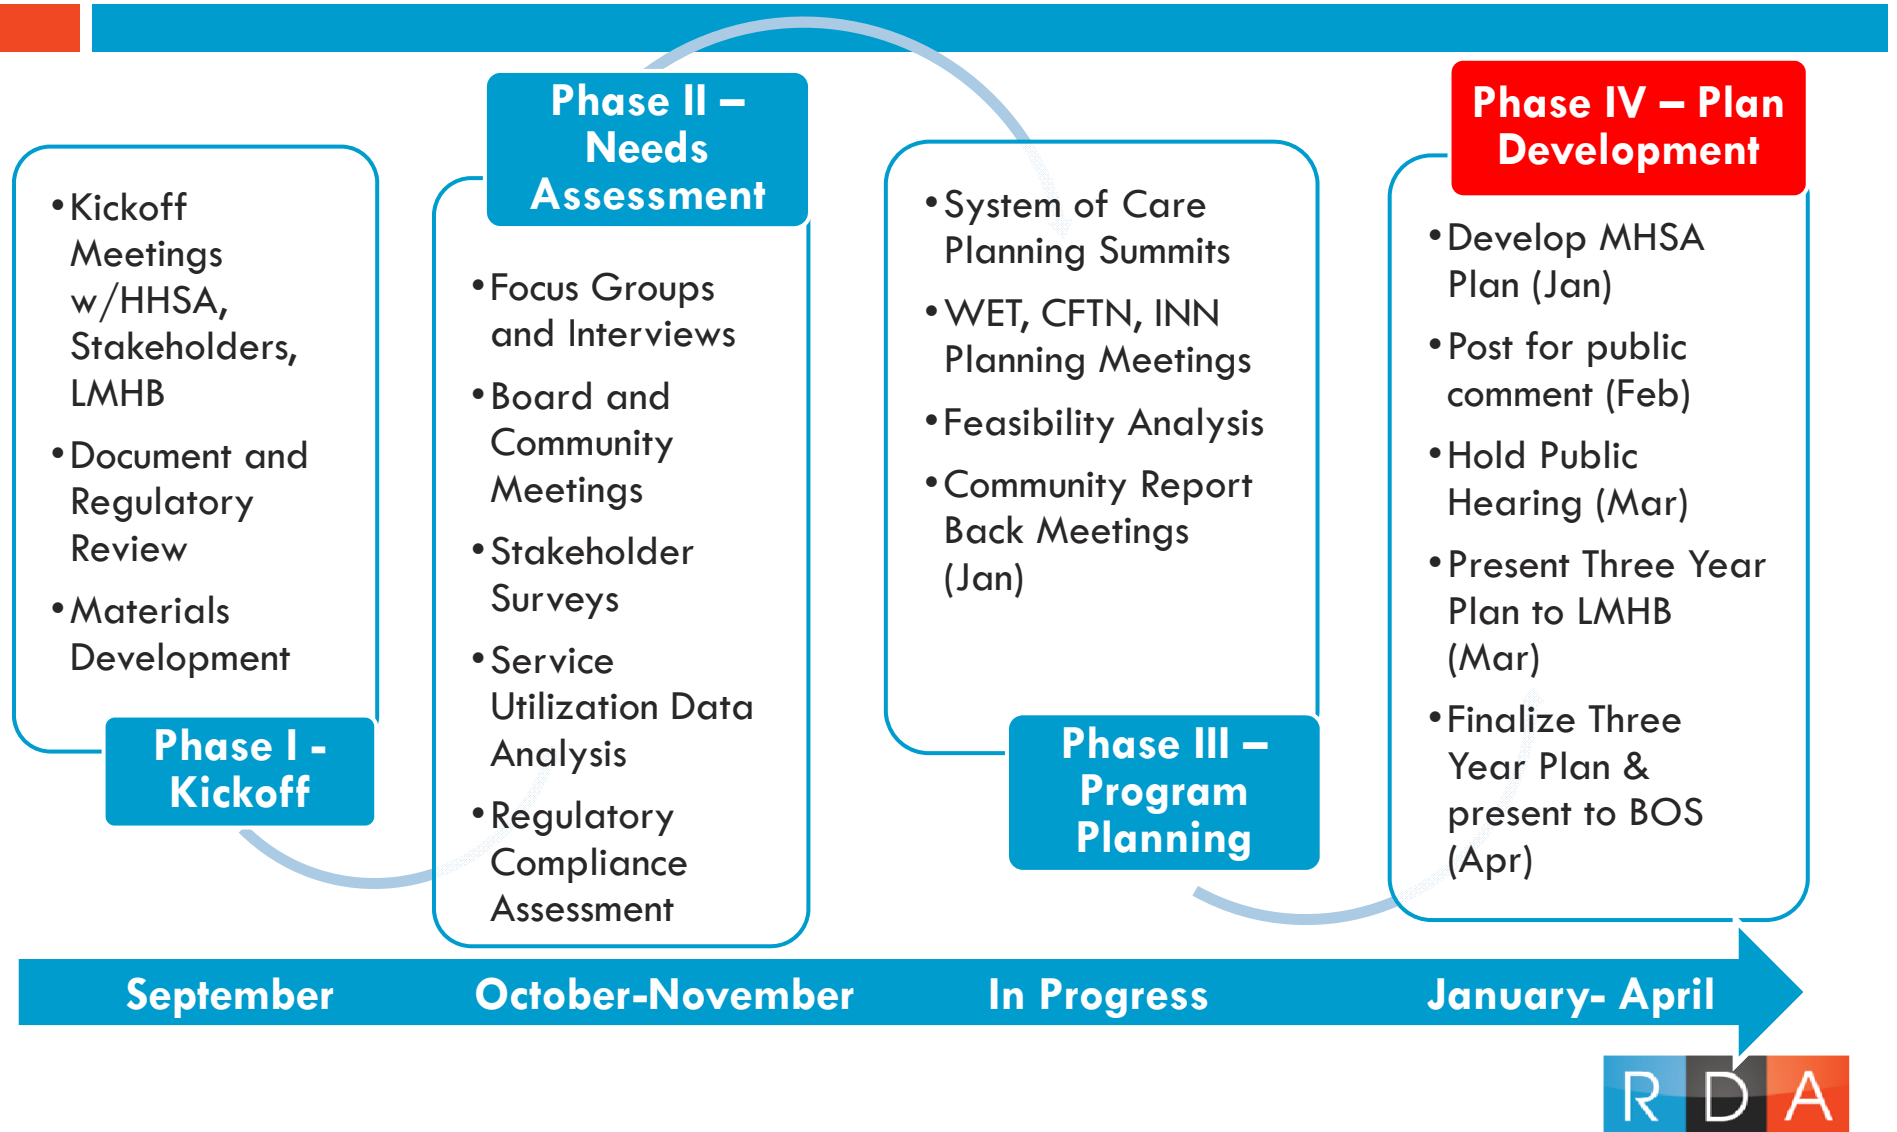 •Kickoff
Meetings
w/HHSA,
Stakeholders,
LMHB
•Document and
Regulatory
Review
•Materials
Development
Phase I -
Kickoff
Phase II –
Needs
Assessment
•Focus Groups
and Interviews
•Board and
Community
Meetings
•Stakeholder
Surveys
•Service
Utilization Data
Analysis
•Regulatory
Compliance
Assessment
•System of Care
Planning Summits
•WET, CFTN, INN
Planning Meetings
•Feasibility Analysis
•Community Report
Back Meetings
(Jan)
Phase III –
Program
Planning
Phase IV – Plan
Development
•Develop MHSA
Plan (Jan)
•Post for public
comment (Feb)
•Hold Public
Hearing (Mar)
•Present Three Year
Plan to LMHB
(Mar)
•Finalize Three
Year Plan &
present to BOS
(Apr)
September
October-November
In Progress
January- April
RDA